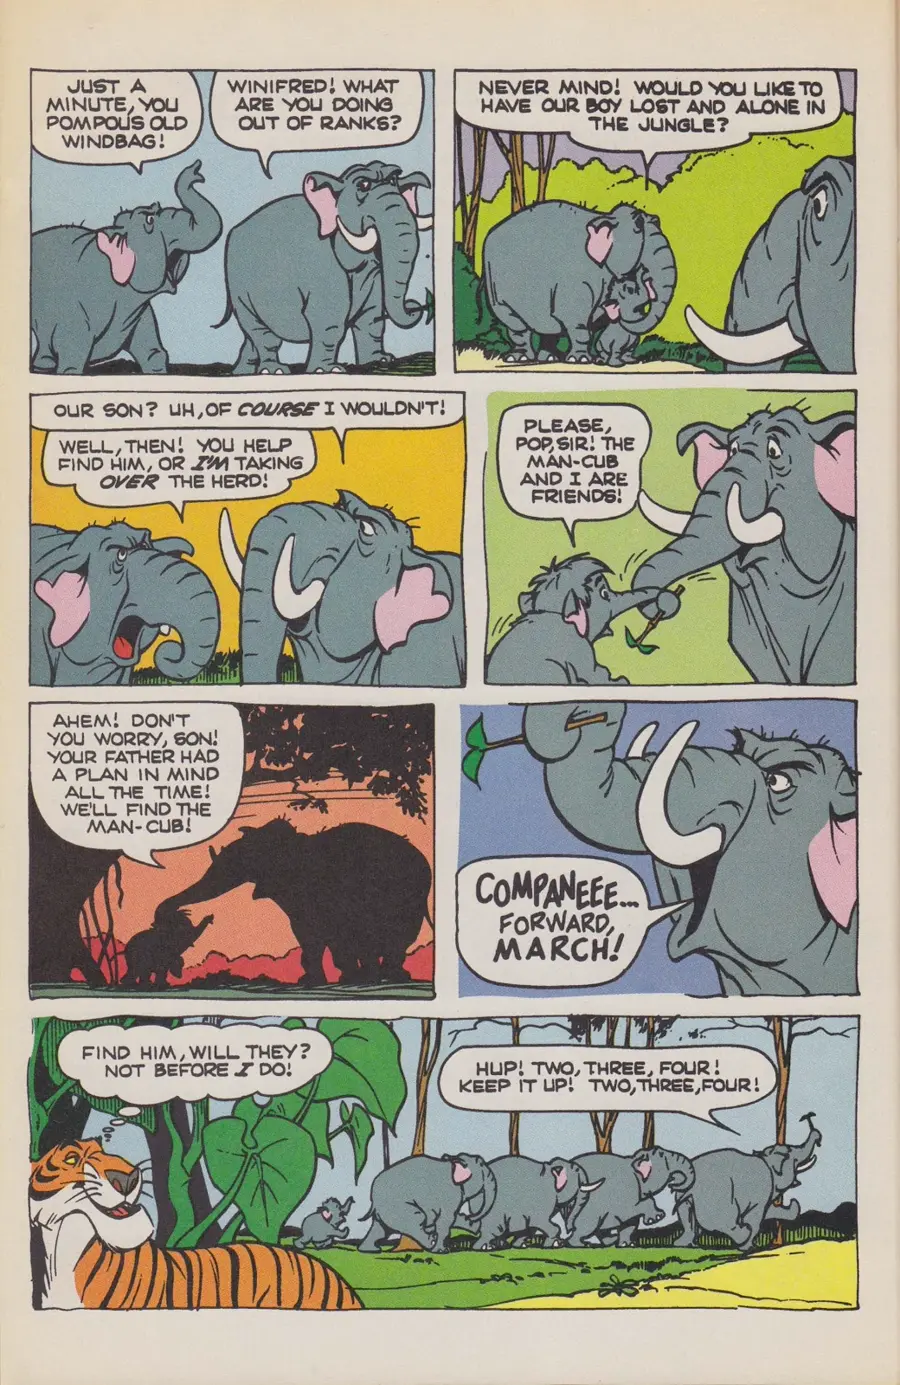 JUST A
MINUTE, YOU
POMPOUS OLD
WINDBAG!
WINIFRED! WHAT
ARE YOU DOING
OUT OF RANKS?
NEVER MIND! WOULD YOU LIKE TO
HAVE OUR BOY LOST AND ALONE IN
THE JUNGLE?
OUR SON? UH, OF COURSE I WOULDN'T!
WELL, THEN! YOU HELP
FIND HIM, OR I'M TAKING
OVER THE HERD!
PLEASE,
POP, SIR! THE
MAN-CUB
AND I ARE
FRIENDS!
AHEM! DON'T
YOU WORRY, SON!
YOUR FATHER HAD
A PLAN IN MIND
ALL THE TIME!
WE'LL FIND THE
MAN-CUB!
COMPANEEE...
FORWARD,
MARCH!
FIND HIM, WILL THEY?
NOT BEFORE I DO!
HUP! TWO, THREE, FOUR!
KEEP IT UP! TWO, THREE, FOUR!